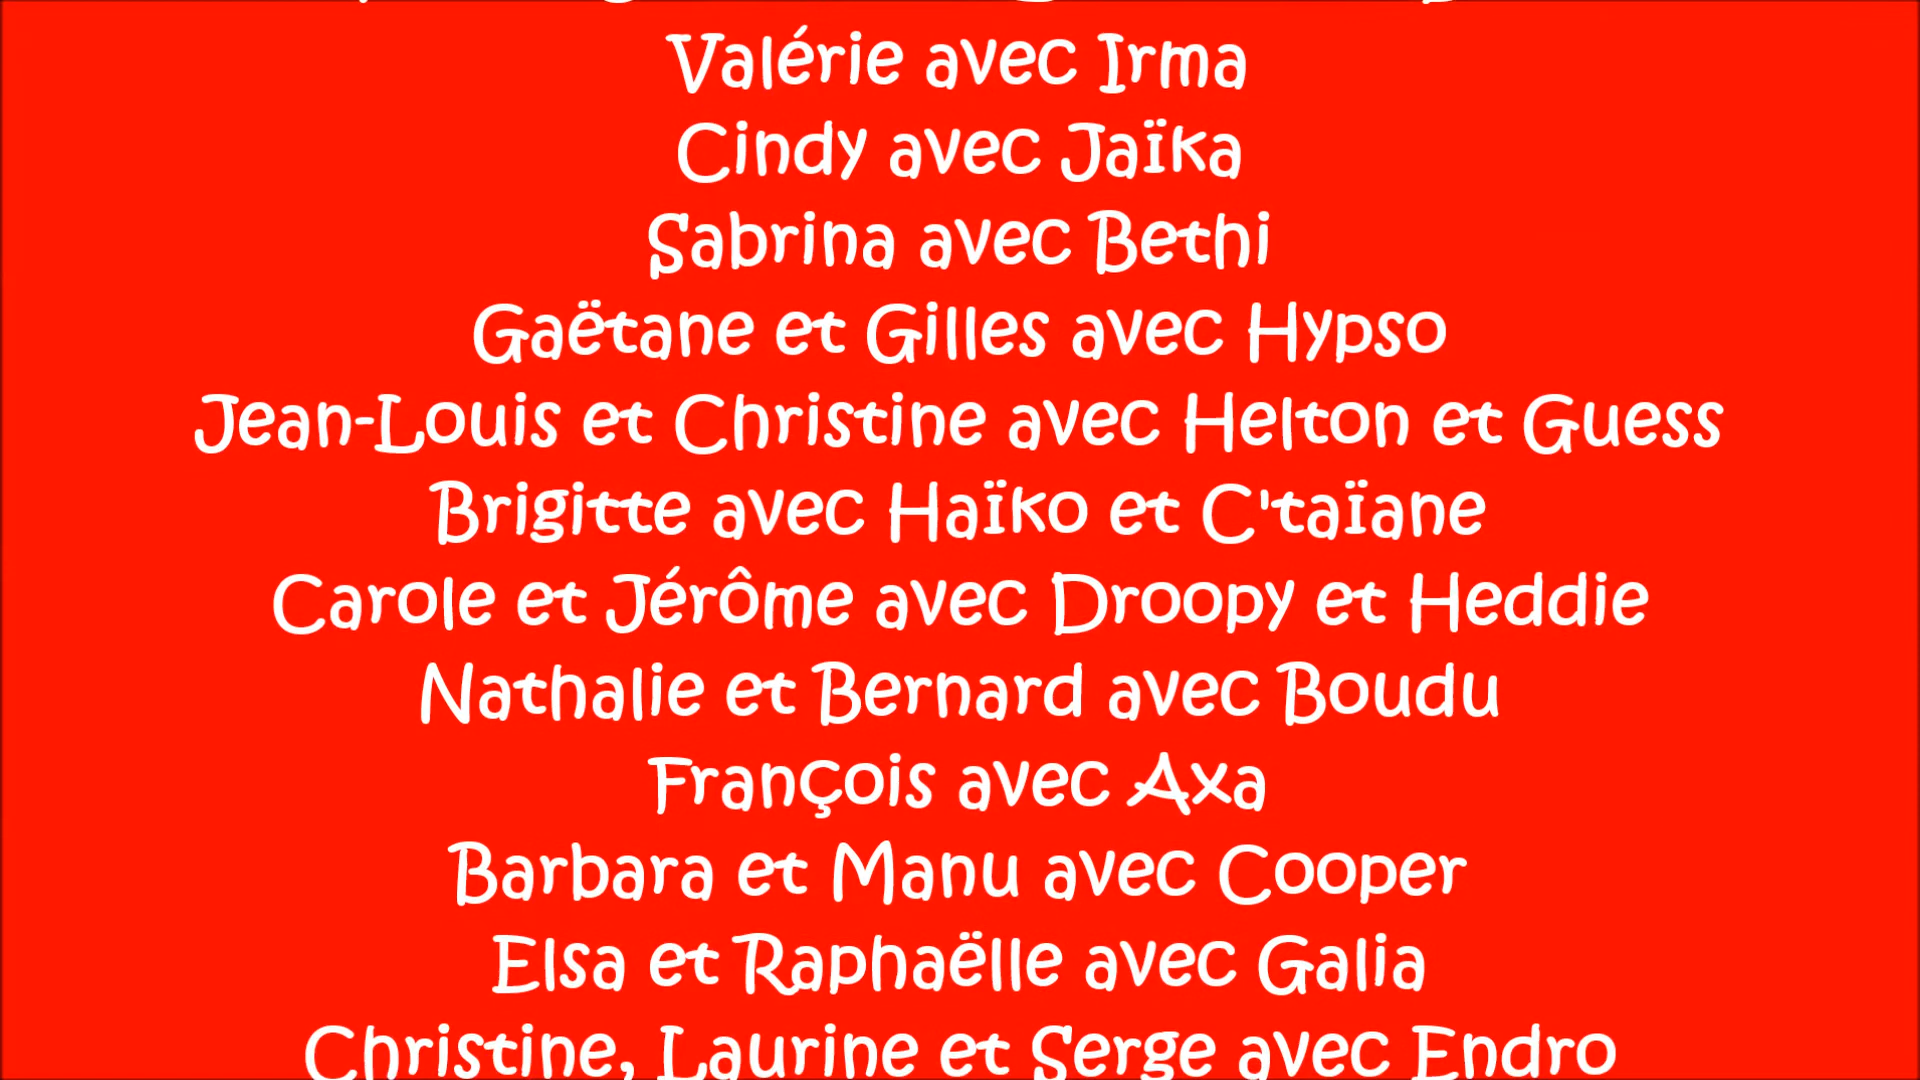 Valérie avec Irma
Cindy avec Jaïka
Sabrina avec Bethi
Gaëtane et Gilles avec Hypso
Jean-Louis et Christine avec Helton et Guess
Brigitte avec Haïko et C'taïane
Carole et Jérôme avec Droopy et Heddie
Nathalie et Bernard avec Boudu
François avec Axa
Barbara et Manu avec Cooper
Elsa et Raphaëlle avec Galia
Christine, Laurine et Serge avec Endro